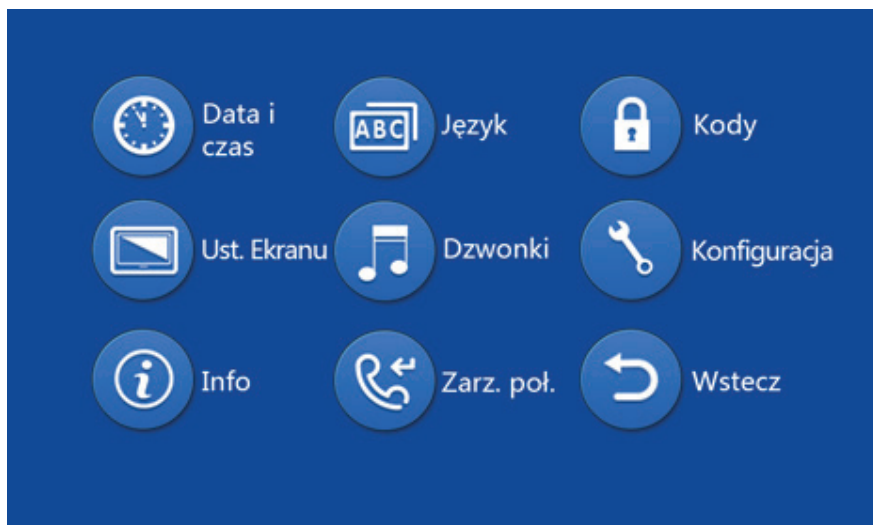 Data i
czas
ABC
Język
Kody
Ust. Ekranu
Dzwonki
Konfiguracja
Info
Zarz. poł.
Wstecz